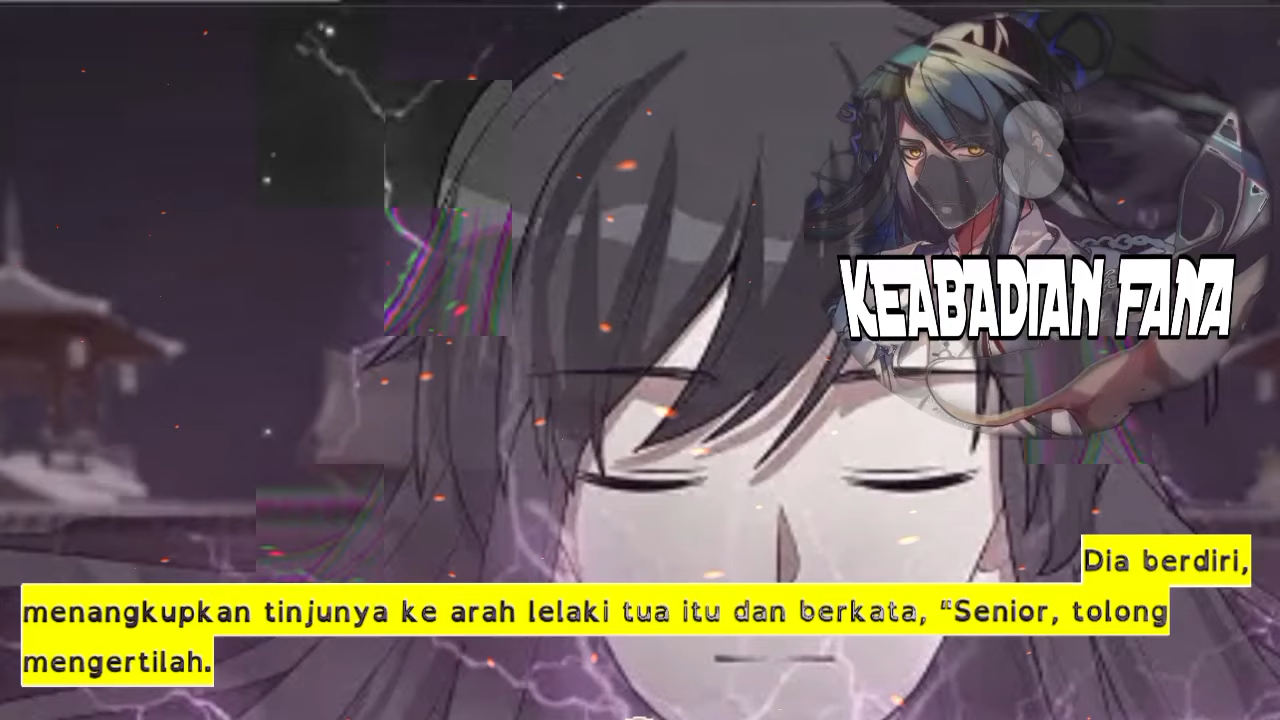 KEABADIAN FANA
Dia berdiri,
menangkupkan tinjunya ke arah lelaki tua itu dan berkata, “Senior, tolong
mengertilah.